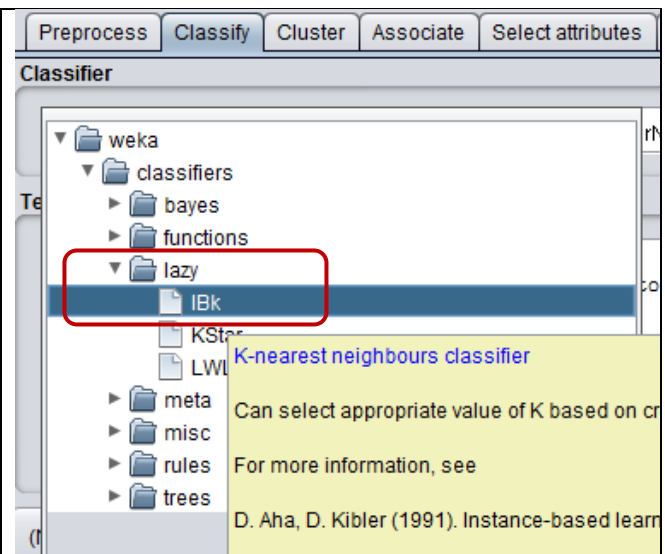 Preprocess Classify Cluster Associate Select attributes
Classifier
weka
classifiers
bayes
functions
lazy
IBk
KStar
LWL
K-nearest neighbours classifier
meta
Can select appropriate value of K based on cr
misc
rules
For more information, see
trees
D. Aha, D. Kibler (1991). Instance-based learn